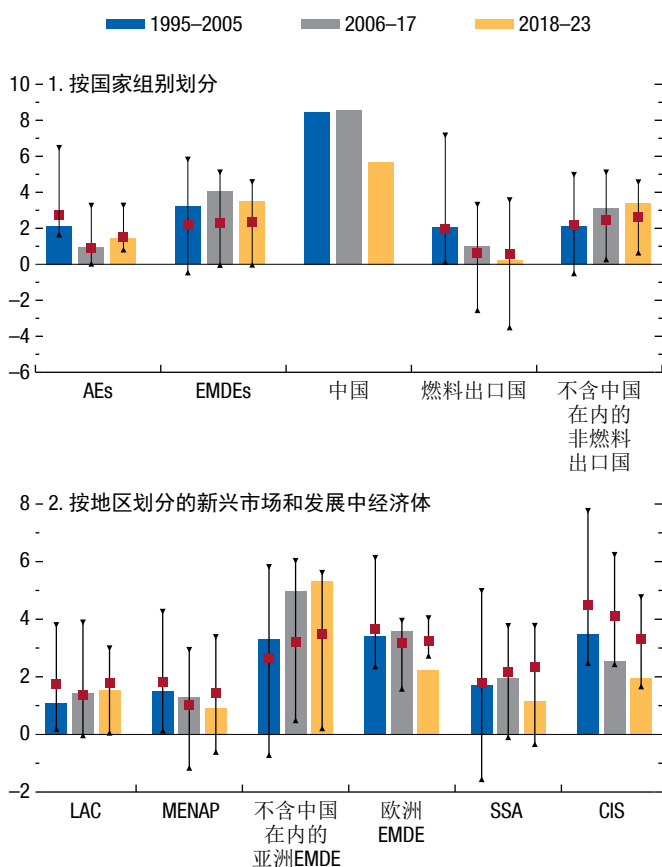 1995–2005 2006–17 2018–23
1. 按国家组别划分
10
8
6
4
2
0
–2
–4
–6
AEs EMDEs 中国 燃料出口国 不含中国
在内的
非燃料
出口国
2. 按地区划分的新兴市场和发展中经济体
8
6
4
2
0
–2
LAC MENAP 不含中国 欧洲 SSA CIS
在内的 EMDE
亚洲EMDE